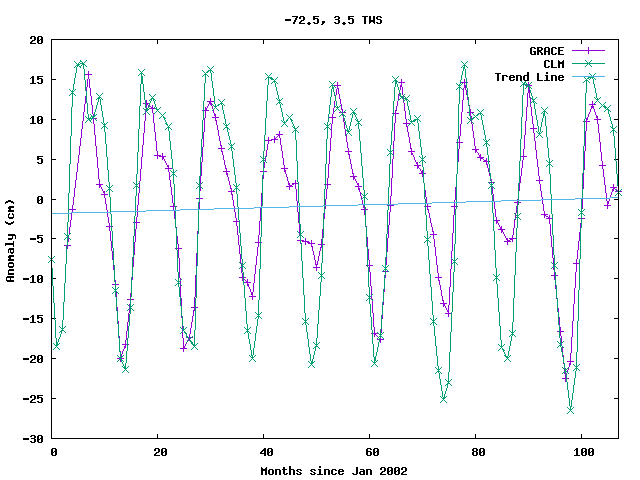 -72.5, 3.5 TWS
GRACE
CLM
Trend Line
20
15
10
5
0
-5
-10
-15
-20
-25
-30
Anomaly (cm)
0 20 40 60 80 100
Months since Jan 2002